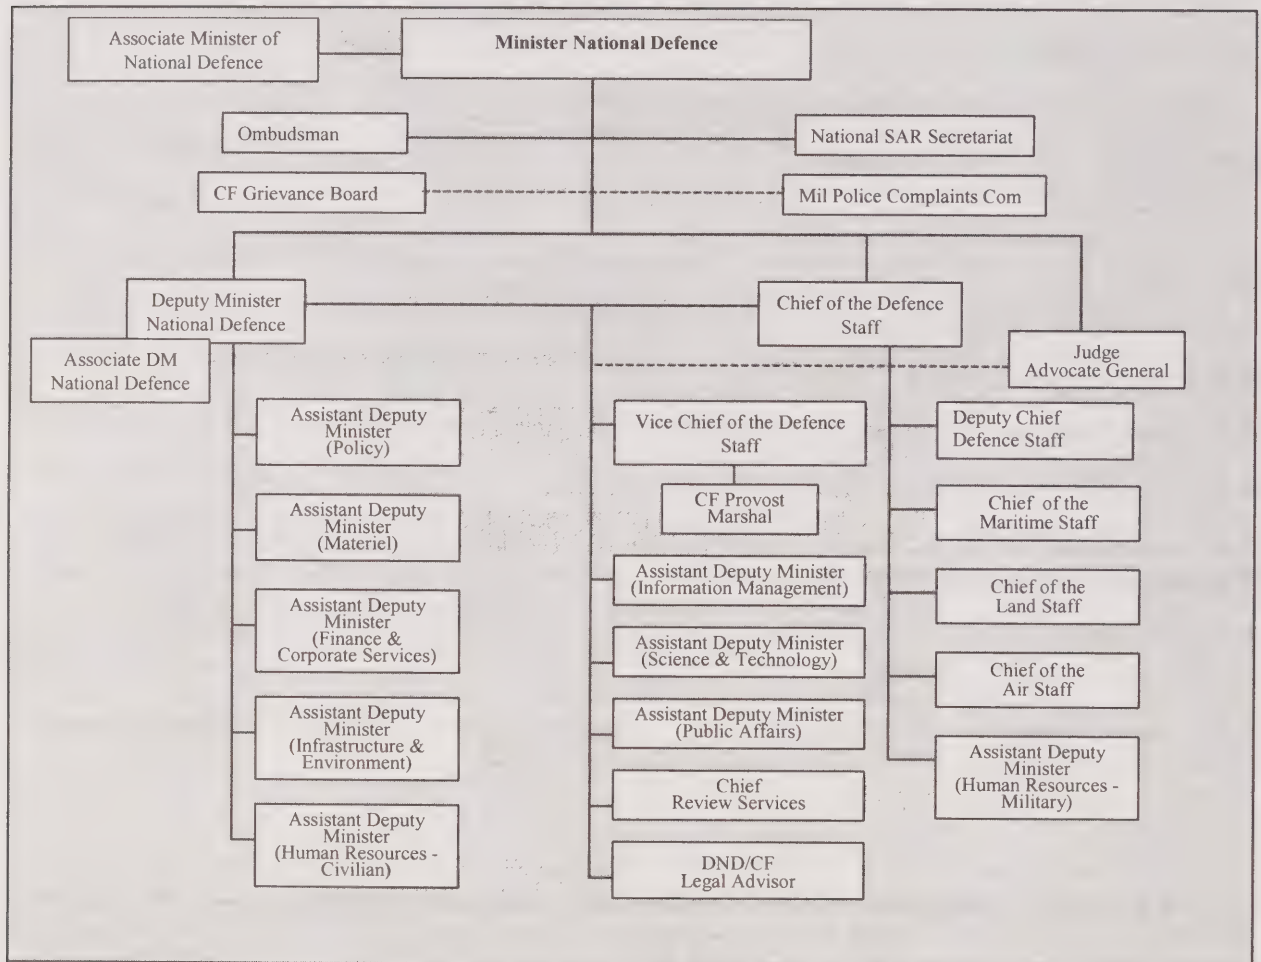 Associate Minister of
National Defence
Minister National Defence
Ombudsman
National SAR Secretariat
CF Grievance Board
Mil Police Complaints Com
Deputy Minister
National Defence
Chief of the Defence
Staff
Associate DM
National Defence
Judge
Advocate General
Assistant Deputy
Minister
(Policy)
Vice Chief of the Defence
Staff
Deputy Chief
Defence Staff
CF Provost
Marshal
Assistant Deputy
Minister
(Materiel)
Chief of the
Maritime Staff
Assistant Deputy Minister
(Information Management)
Chief of the
Land Staff
Assistant Deputy
Minister
(Finance &
Corporate Services)
Assistant Deputy Minister
(Science & Technology)
Chief of the
Air Staff
Assistant Deputy
Minister
(Infrastructure &
Environment)
Assistant Deputy Minister
(Public Affairs)
Assistant Deputy
Minister
(Human Resources -
Military)
Chief
Review Services
Assistant Deputy
Minister
(Human Resources -
Civilian)
DND/CF
Legal Advisor